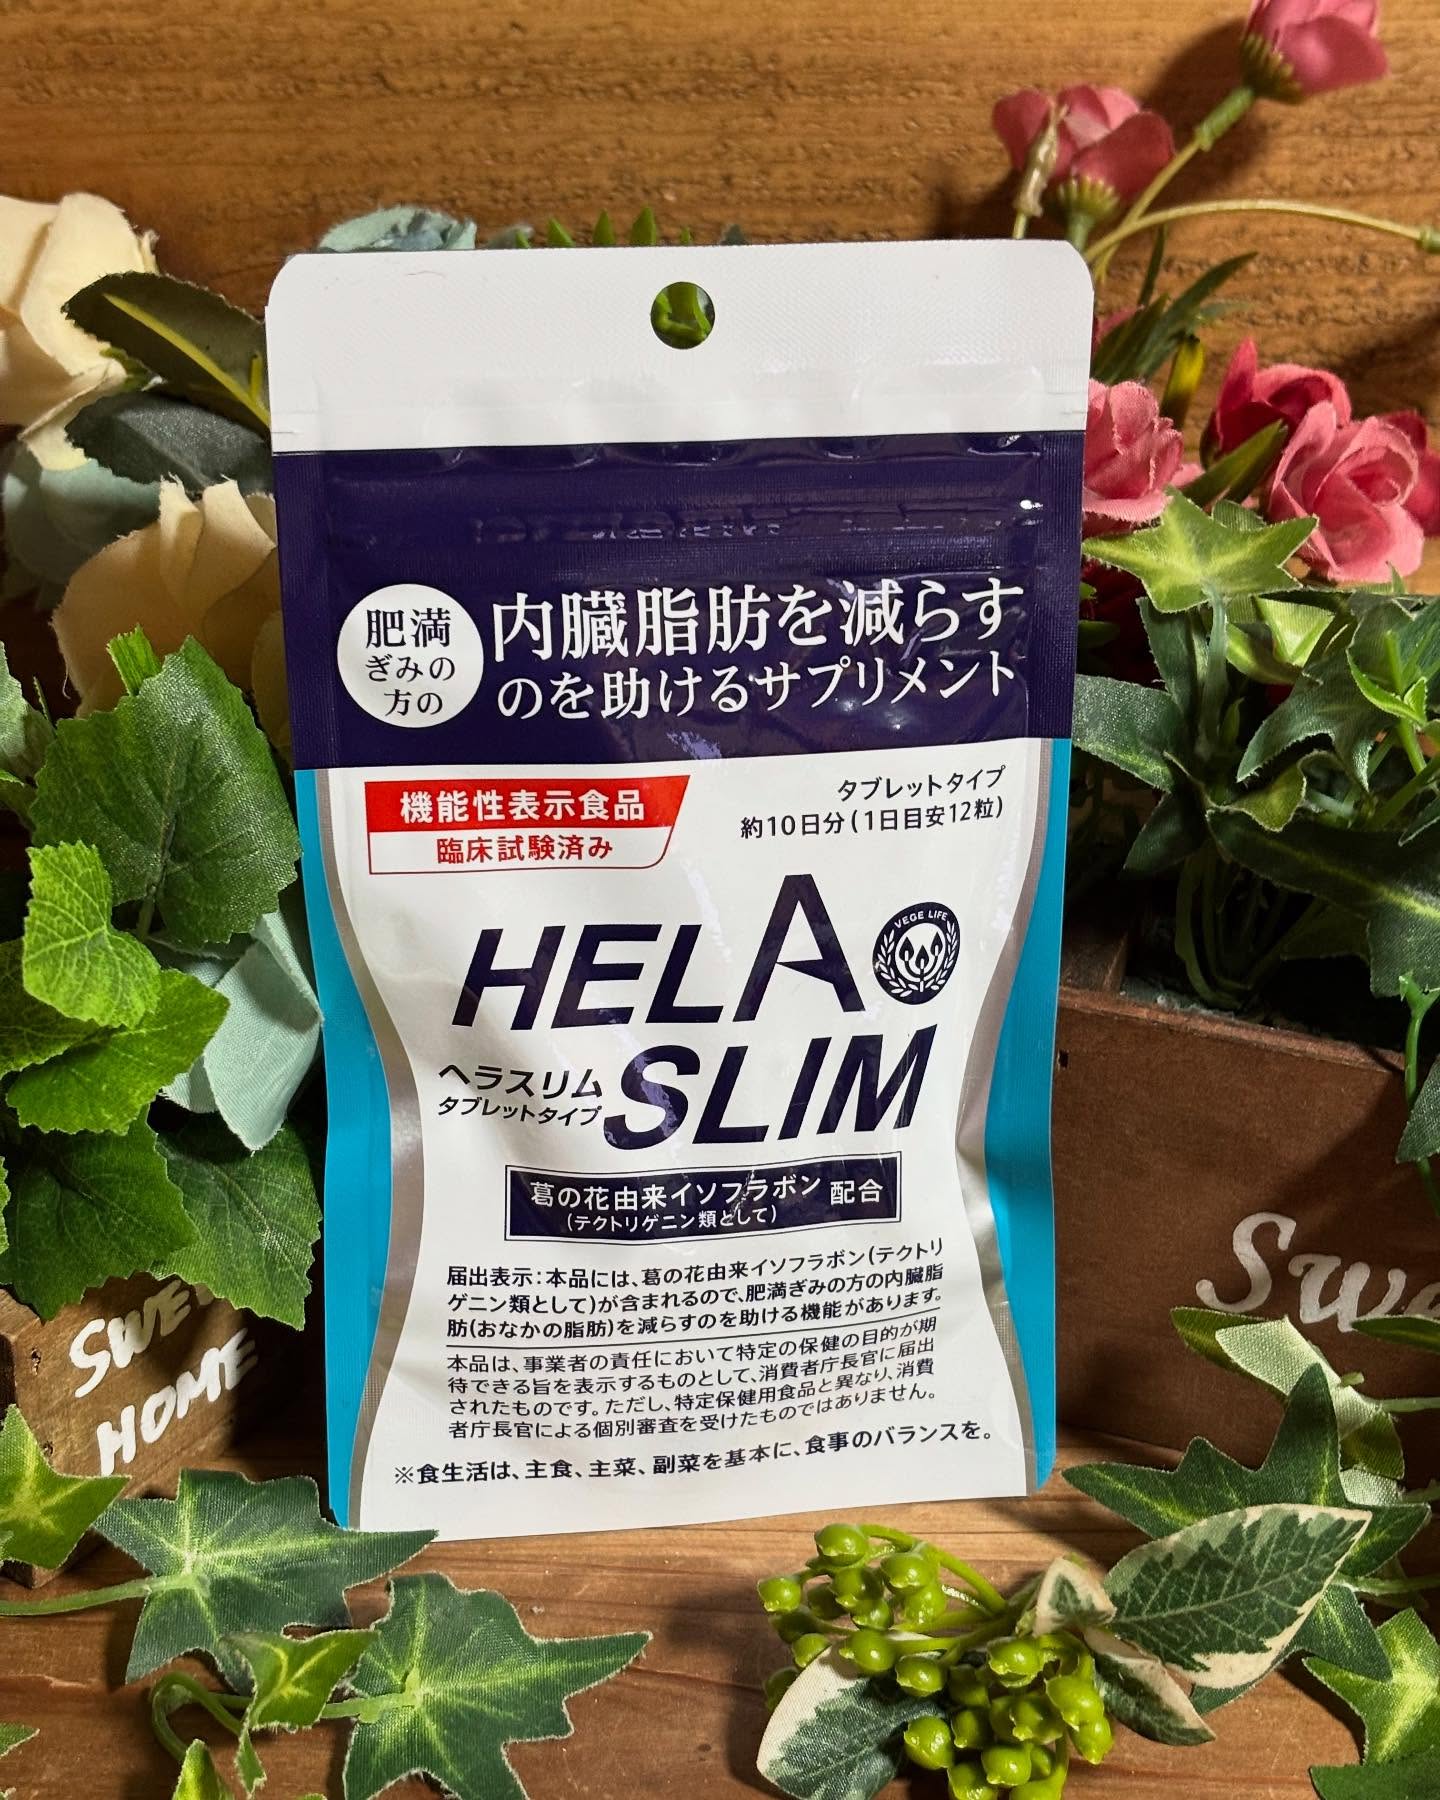 肥満
ぎみの
方の
内臓脂肪を減らす
のを助けるサプリメント
機能性表示食品
臨床試験済み
タブレットタイプ
約10日分(1日目安12粒)
HELA
VEGE LIFE
SLIM
ヘラスリム
タブレットタイプ
葛の花由来イソフラボン 配合
(テクトリゲニン類として)
届出表示:本品には、葛の花由来イソフラボン(テクトリ
ゲニン類として)が含まれるので、肥満ぎみの方の内臓脂
肪(おなかの脂肪)を減らすのを助ける機能があります。
本品は、事業者の責任において特定の保健の目的が期
待できる旨を表示するものとして、消費者庁長官に届出
されたものです。ただし、特定保健用食品と異なり、消費
者庁長官による個別審査を受けたものではありません。
※食生活は、主食、主菜、副菜を基本に、食事のバランスを。
SWEET
HOME
Swe